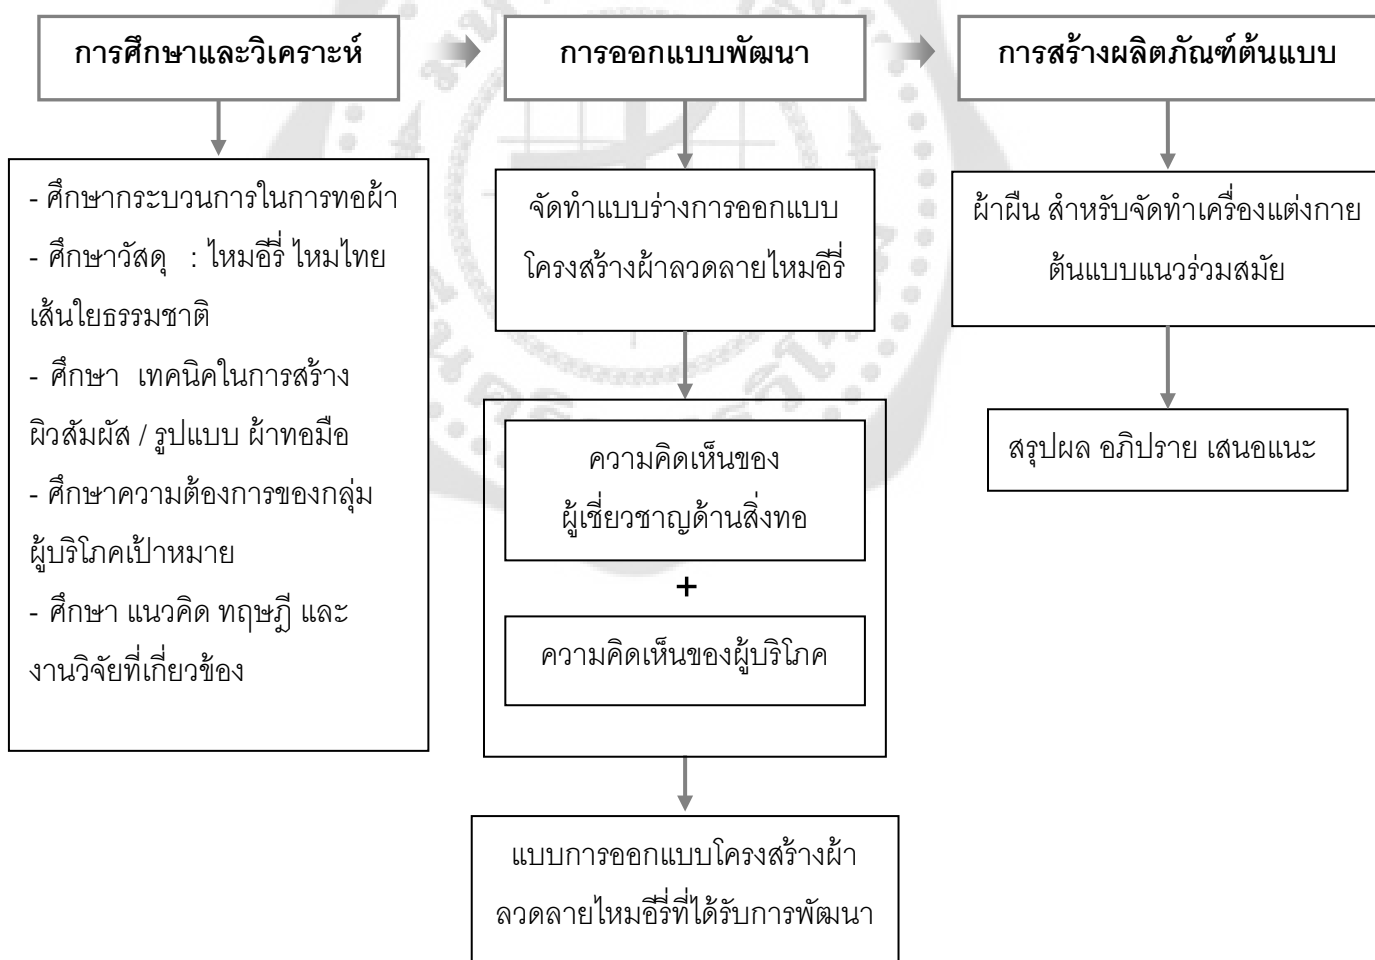 การศึกษาและวิเคราะห์
การออกแบบพัฒนา
การสร้างผลิตภัณฑ์ต้นแบบ
- ศึกษากระบวนการในการทอผ้า
- ศึกษาวัสดุ : ไหมอีรี่ ไหมไทย
เส้นใยธรรมชาติ
- ศึกษา เทคนิคในการสร้าง
ผิวสัมผัส / รูปแบบ ผ้าทอมือ
- ศึกษาความต้องการของกลุ่ม
ผู้บริโภคเป้าหมาย
- ศึกษา แนวคิด ทฤษฎี และ
งานวิจัยที่เกี่ยวข้อง
จัดทำแบบร่างการออกแบบ
โครงสร้างผ้าลวดลายไหมอีรี่
ความคิดเห็นของ
ผู้เชี่ยวชาญด้านสิ่งทอ
+
ความคิดเห็นของผู้บริโภค
แบบการออกแบบโครงสร้างผ้า
ลวดลายไหมอีรี่ที่ได้รับการพัฒนา
ผ้าผืน สำหรับจัดทำเครื่องแต่งกาย
ต้นแบบแนวร่วมสมัย
สรุปผล อภิปราย เสนอแนะ